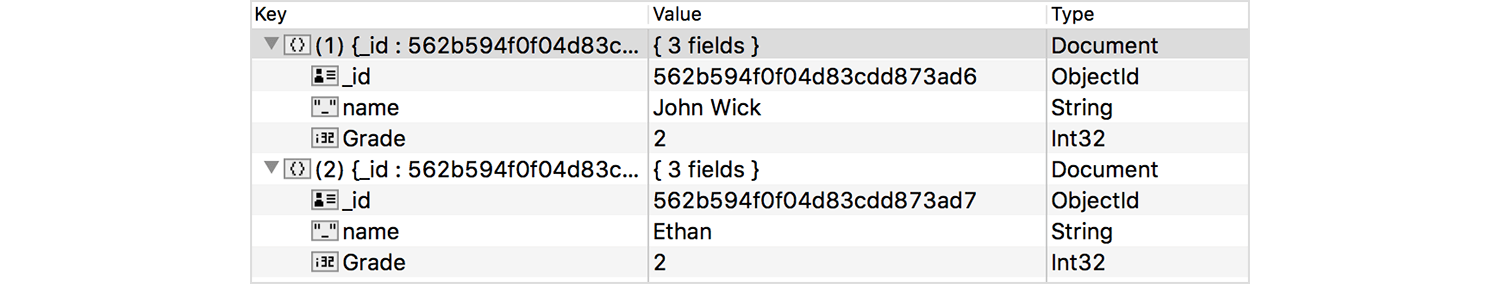 Key Value Type
(1) {_id : 562b594f0f04d83c... { 3 fields } Document
_id 562b594f0f04d83cdd873ad6 ObjectId
"_" name John Wick String
i32 Grade 2 Int32
(2) {_id : 562b594f0f04d83c... { 3 fields } Document
_id 562b594f0f04d83cdd873ad7 ObjectId
"_" name Ethan String
i32 Grade 2 Int32